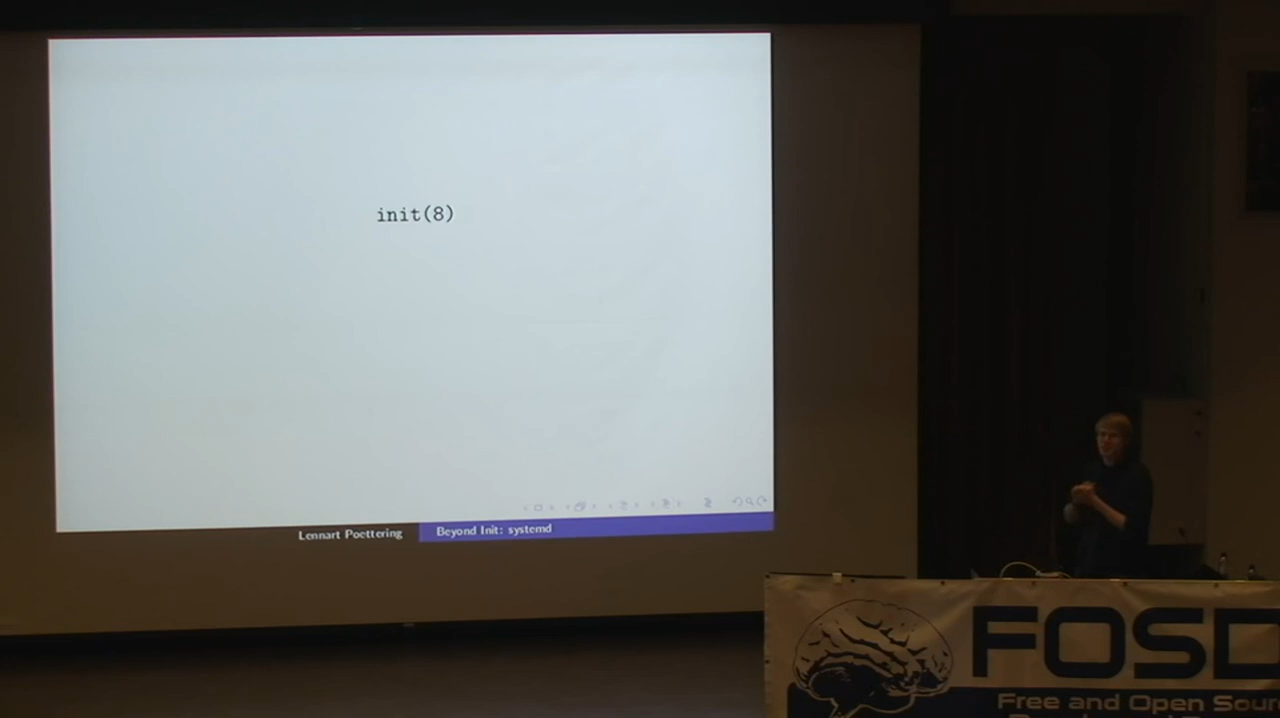 init(8)
Lennart Poettering
Beyond Init: systemd
FOSD
Free and Open Sour